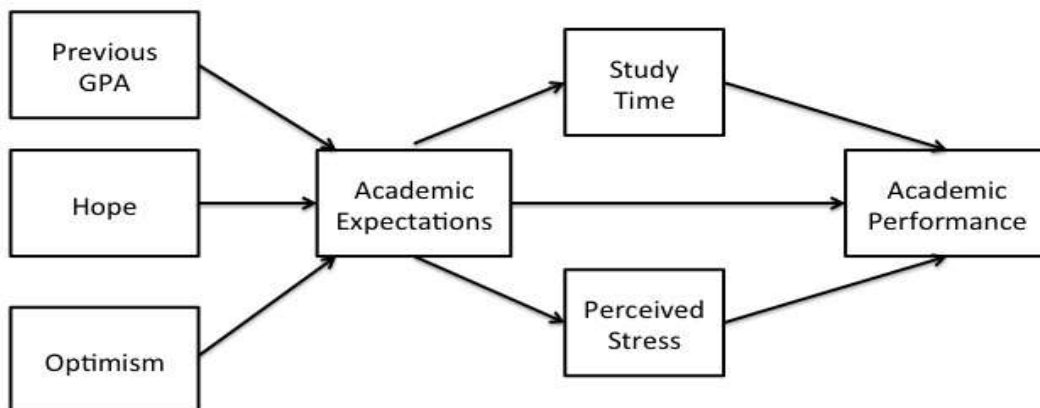 Previous
GPA
Hope
Optimism
Academic
Expectations
Study
Time
Perceived
Stress
Academic
Performance